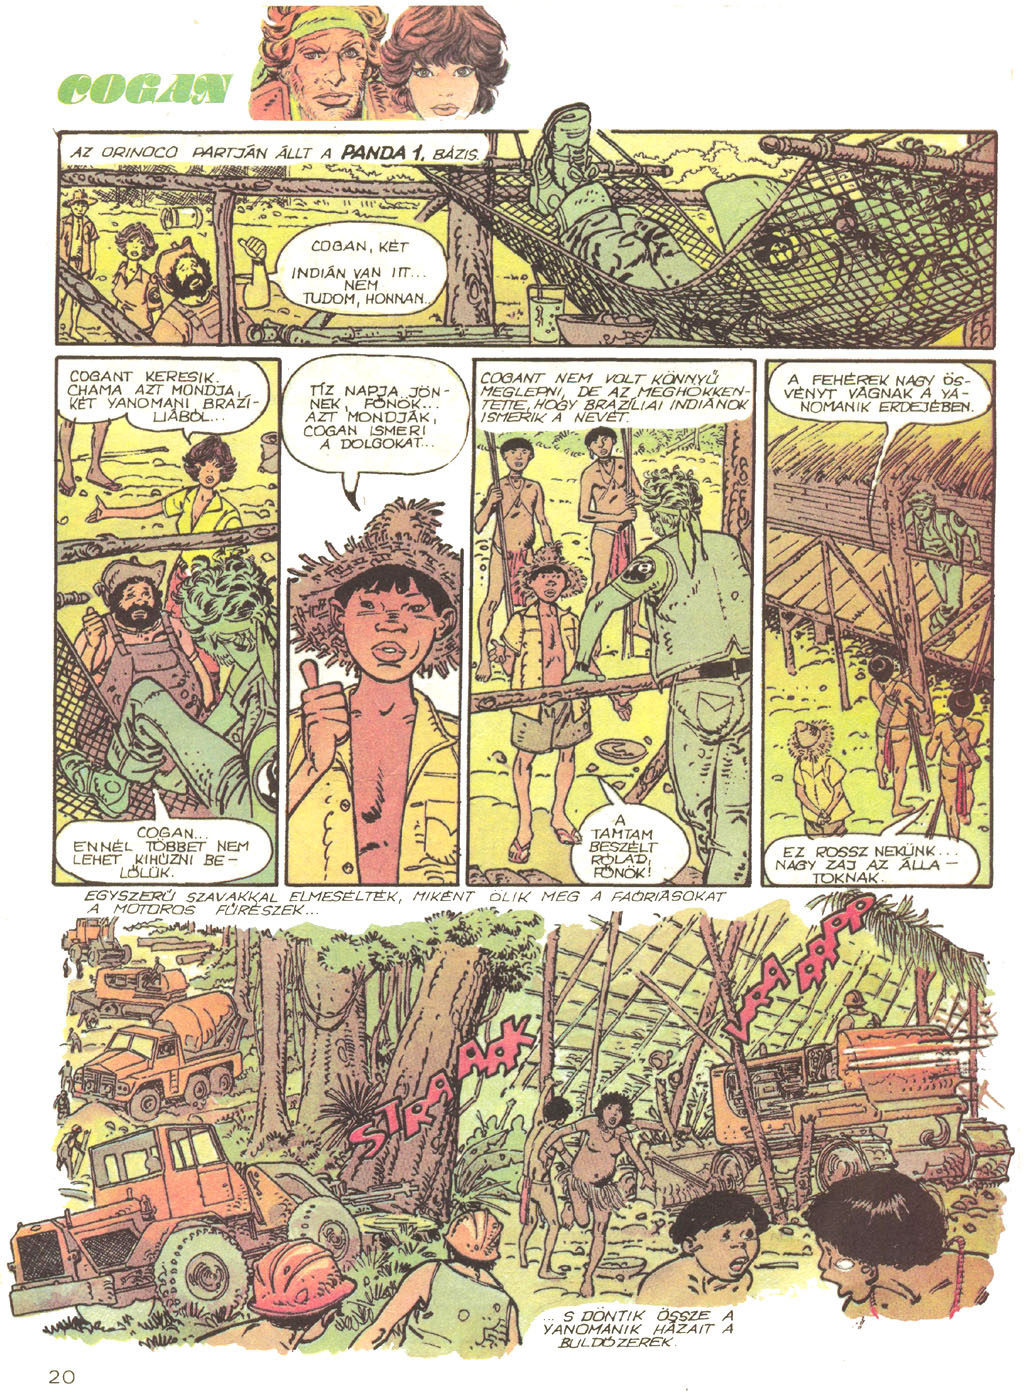 COGAN
AZ ORINOCO PARTJÁN ÁLLT A PANDA 1. BÁZIS.
COGAN, KÉT
INDIÁN VAN ITT...
NEM
TUDOM, HONNAN..
COGANT KERESIK.
CHAMA AZT MONDJA,
KÉT YANOMANI BRAZÍ-
LIÁBÓL...
COGAN...
ENNÉL TÖBBET NEM
LEHET KIHÚZNI BE-
LŐLÜK.
TÍZ NAPJA JÖN-
NEK, FŐNÖK...
AZT MONDJÁK,
COGAN ISMERI
A DOLGOKAT...
COGANT NEM VOLT KÖNNYŰ
MEGLEPNI, DE AZ MEGHÖKKEN-
TETTE, HOGY BRAZÍLIAI INDIÁNOK
ISMERIK A NEVÉT.
A
TAMTAM
BESZÉLT
RÓLAD,
FŐNÖK!
A FEHÉREK NAGY ÖS-
VÉNYT VÁGNAK A YA-
NOMANIK ERDEJÉBEN.
EZ ROSSZ NEKÜNK...
NAGY ZAJ AZ ÁLLA-
TOKNAK.
EGYSZERŰ SZAVAKKAL ELMESÉLTÉK, MIKÉNT ÖLIK MEG A FAÓRIÁSOKAT
A MOTOROS FŰRÉSZEK...
STRAAAK
VRAAAPP
... S DÖNTIK ÖSSZE A
YANOMANIK HÁZAIT A
BULDÓZEREK.
20